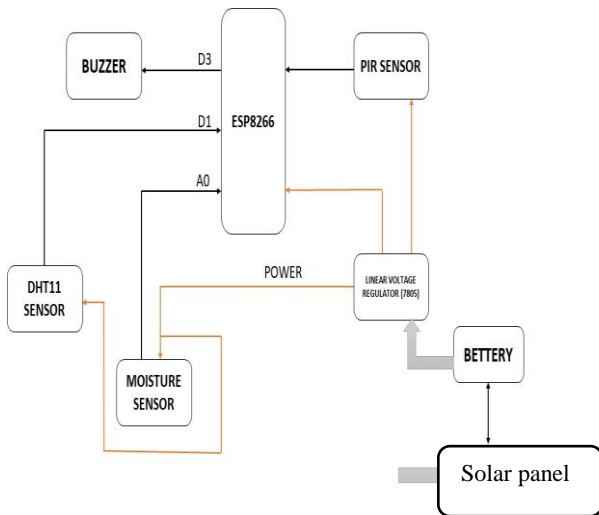 BUZZER
D3
ESP8266
PIR SENSOR
D1
A0
POWER
DHT11
SENSOR
LINEAR VOLTAGE
REGULATOR (7805)
MOISTURE
SENSOR
BETTERY
Solar panel